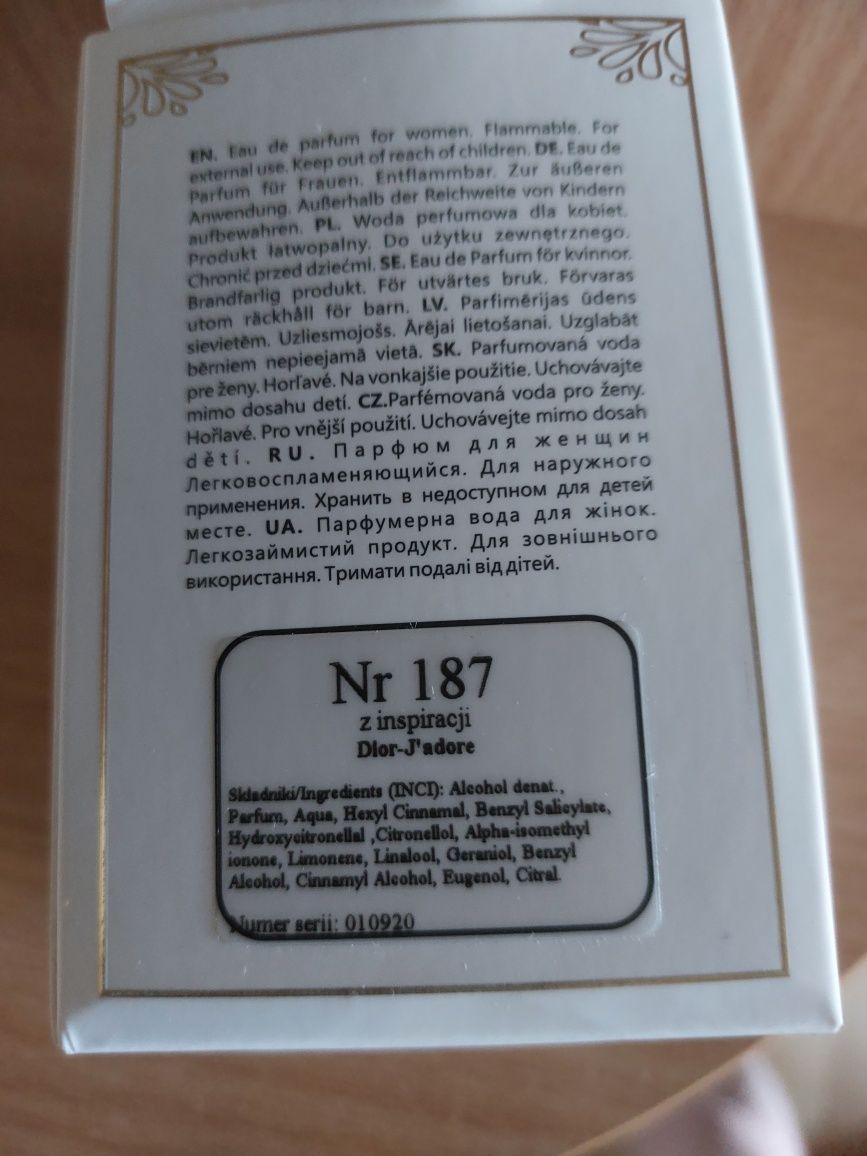 EN. Eau de parfum for women. Flammable. For
external use. Keep out of reach of children. DE. Eau de
Parfum für Frauen. Entflammbar. Zur äußeren
Anwendung. Außerhalb der Reichweite von Kindern
aufbewahren. PL. Woda perfumowa dla kobiet.
Produkt łatwopalny. Do użytku zewnętrznego.
Chronić przed dziećmi. SE. Eau de Parfum för kvinnor.
Brandfarlig produkt. För utvärtes bruk. Förvaras
utom räckhåll för barn. LV. Parfimērijas ūdens
sievietēm. Uzliesmojošs. Ārējai lietošanai. Uzglabāt
bērniem nepieejamā vietā. SK. Parfumovaná voda
pre ženy. Horľavé. Na vonkajšie použitie. Uchovávajte
mimo dosahu detí. CZ.Parfémovaná voda pro ženy.
Hořlavé. Pro vnější použití. Uchovávejte mimo dosah
dětí. RU. Парфюм для женщин
Легковоспламеняющийся. Для наружного
применения. Хранить в недоступном для детей
месте. UA. Парфумерна вода для жінок.
Легкозаймистий продукт. Для зовнішнього
використання. Тримати подалі від дітей.
Nr 187
z inspiracji
Dior-J'adore
Składniki/Ingredients (INCI): Alcohol denat.,
Parfum, Aqua, Hexyl Cinnamal, Benzyl Salicylate,
Hydroxycitronellal ,Citronellol, Alpha-isomethyl
ionone, Limonene, Linalool, Geraniol, Benzyl
Alcohol, Cinnamyl Alcohol, Eugenol, Citral
Numer serii: 010920